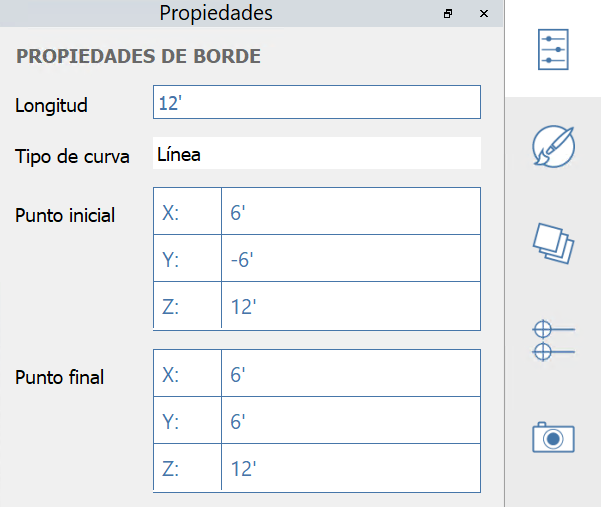 Propiedades
PROPIEDADES DE BORDE
Longitud 12'
Tipo de curva Línea
Punto inicial X: 6'
Y: -6'
Z: 12'
Punto final X: 6'
Y: 6'
Z: 12'